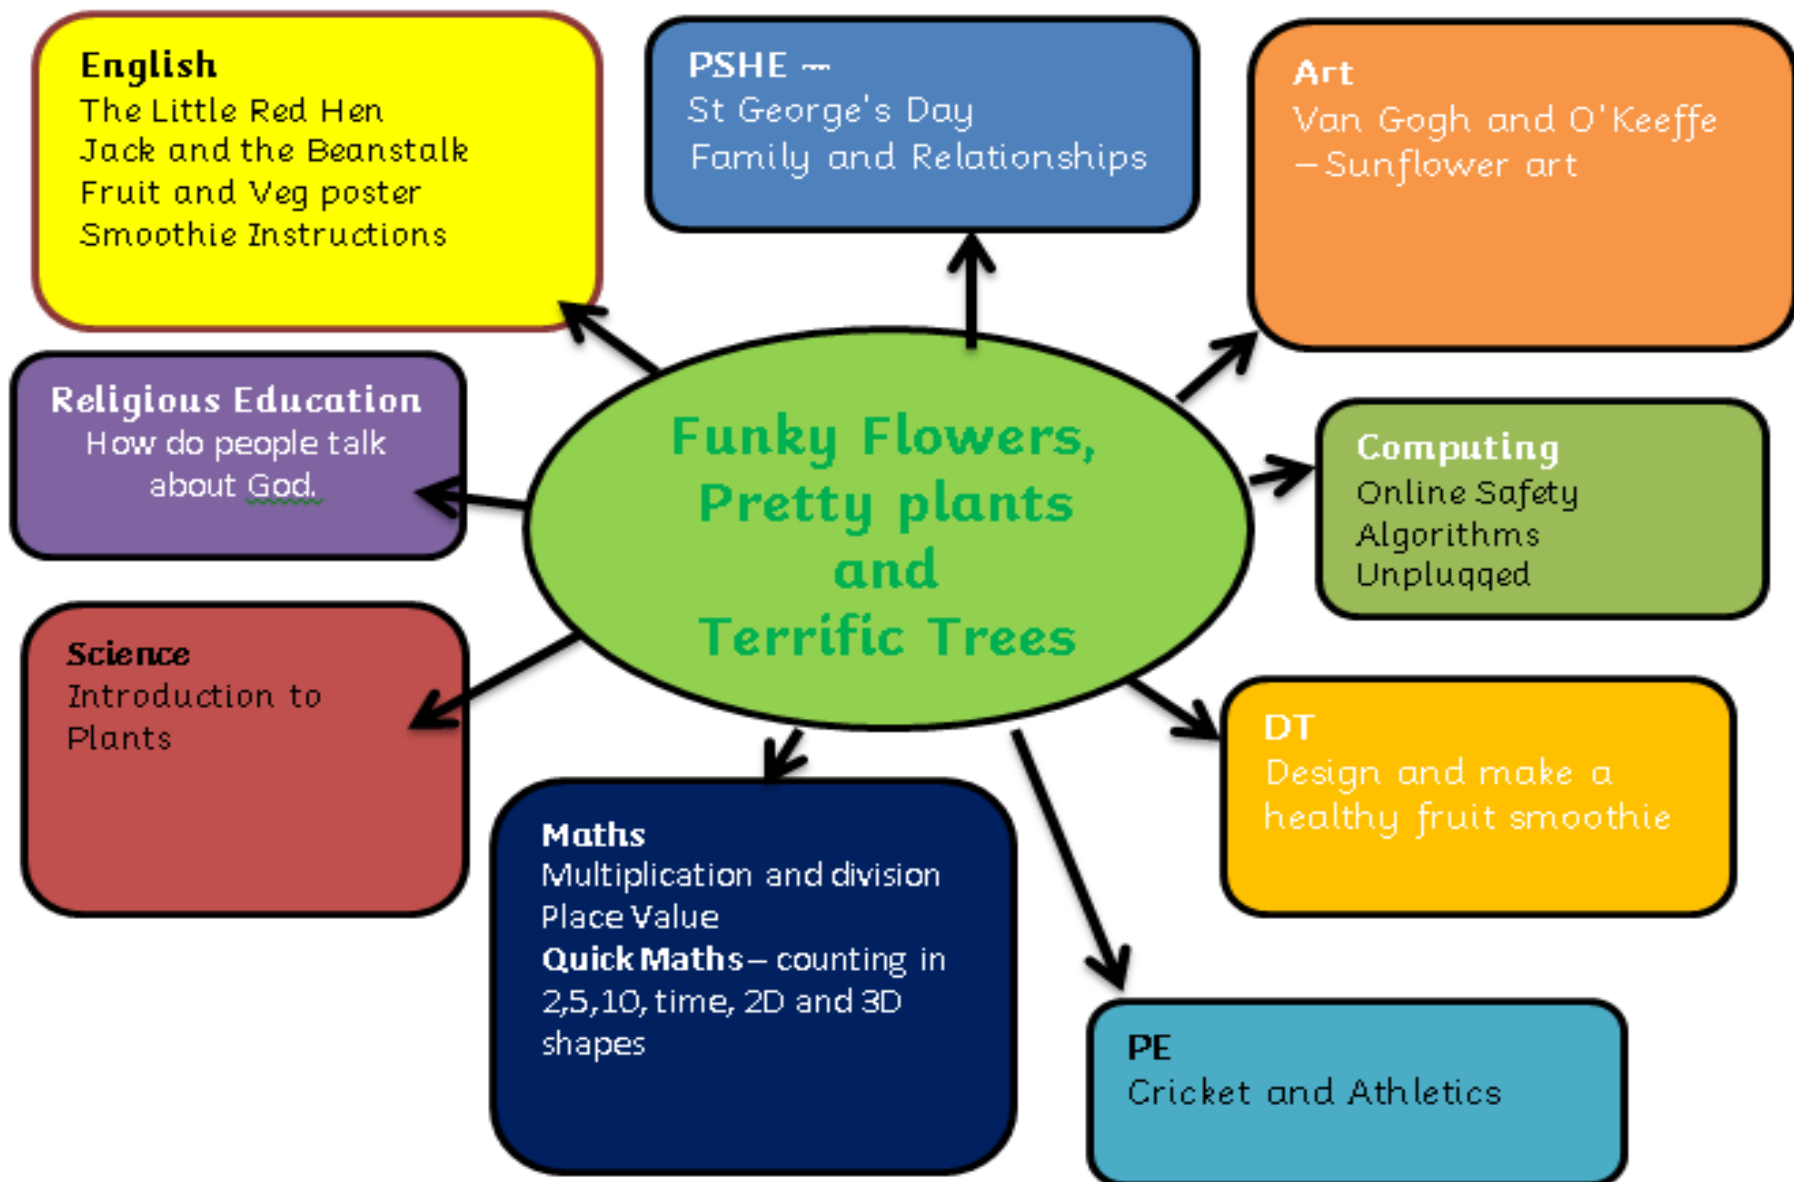 English
The Little Red Hen
Jack and the Beanstalk
Fruit and Veg poster
Smoothie Instructions
PSHE –
St George's Day
Family and Relationships
Art
Van Gogh and O'Keeffe
– Sunflower art
Religious Education
How do people talk
about God.
Funky Flowers,
Pretty plants
and
Terrific Trees
Computing
Online Safety
Algorithms
Unplugged
Science
Introduction to
Plants
DT
Design and make a
healthy fruit smoothie
Maths
Multiplication and division
Place Value
Quick Maths – counting in
2,5,10, time, 2D and 3D
shapes
PE
Cricket and Athletics